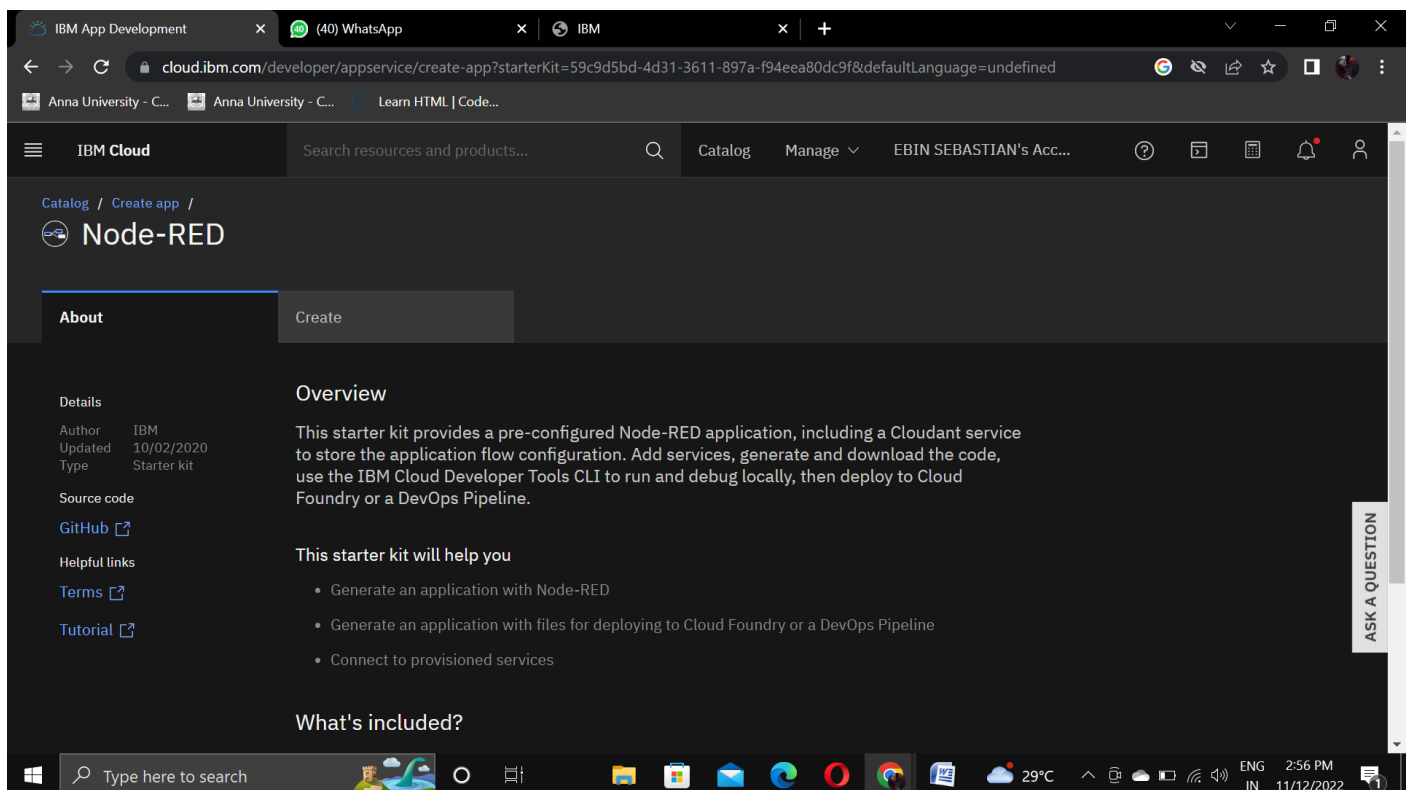 IBM App Development
(40) WhatsApp
IBM
cloud.ibm.com/developer/appservice/create-app?starterKit=59c9d5bd-4d31-3611-897a-f94eea80dc9f&defaultLanguage=undefined
Anna University - C...
Anna University - C...
Learn HTML | Code...
IBM Cloud
Search resources and products...
Catalog
Manage
EBIN SEBASTIAN's Acc...
Catalog / Create app /
Node-RED
About
Create
Details
Author IBM
Updated 10/02/2020
Type Starter kit
Source code
GitHub
Helpful links
Terms
Tutorial
Overview
This starter kit provides a pre-configured Node-RED application, including a Cloudant service
to store the application flow configuration. Add services, generate and download the code,
use the IBM Cloud Developer Tools CLI to run and debug locally, then deploy to Cloud
Foundry or a DevOps Pipeline.
This starter kit will help you
• Generate an application with Node-RED
• Generate an application with files for deploying to Cloud Foundry or a DevOps Pipeline
• Connect to provisioned services
What's included?
ASK A QUESTION
Type here to search
29°C
ENG
IN
2:56 PM
11/12/2022
1